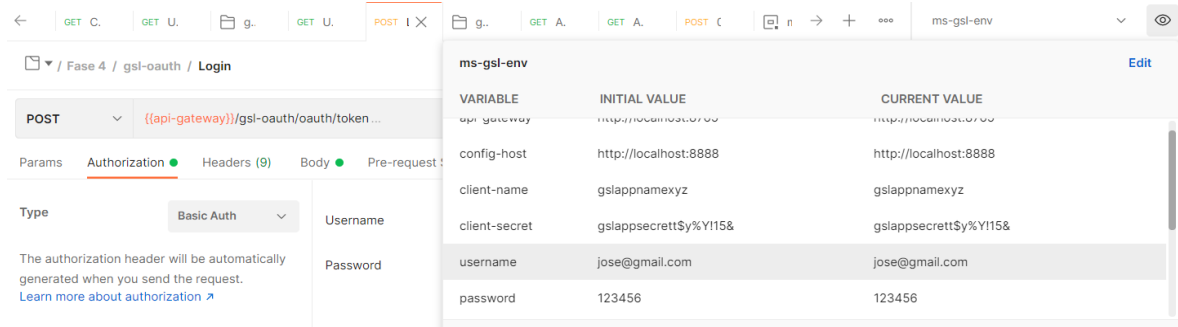 GET C.
GET U.
g..
GET U.
POST
g..
GET A.
GET A.
POST
ms-gsl-env
/ Fase 4 / gsl-oauth / Login
POST
{{api-gateway}}/gsl-oauth/oauth/token ...
Params Authorization Headers (9) Body Pre-request
Type
Basic Auth
The authorization header will be automatically
generated when you send the request.
Learn more about authorization ↗
Username
Password
ms-gsl-env
Edit
VARIABLE INITIAL VALUE CURRENT VALUE
api-gateway
config-host http://localhost:8888 http://localhost:8888
client-name gslappnamexyz gslappnamexyz
client-secret gslappsecrett$y%Y!15& gslappsecrett$y%Y!15&
username jose@gmail.com jose@gmail.com
password 123456 123456